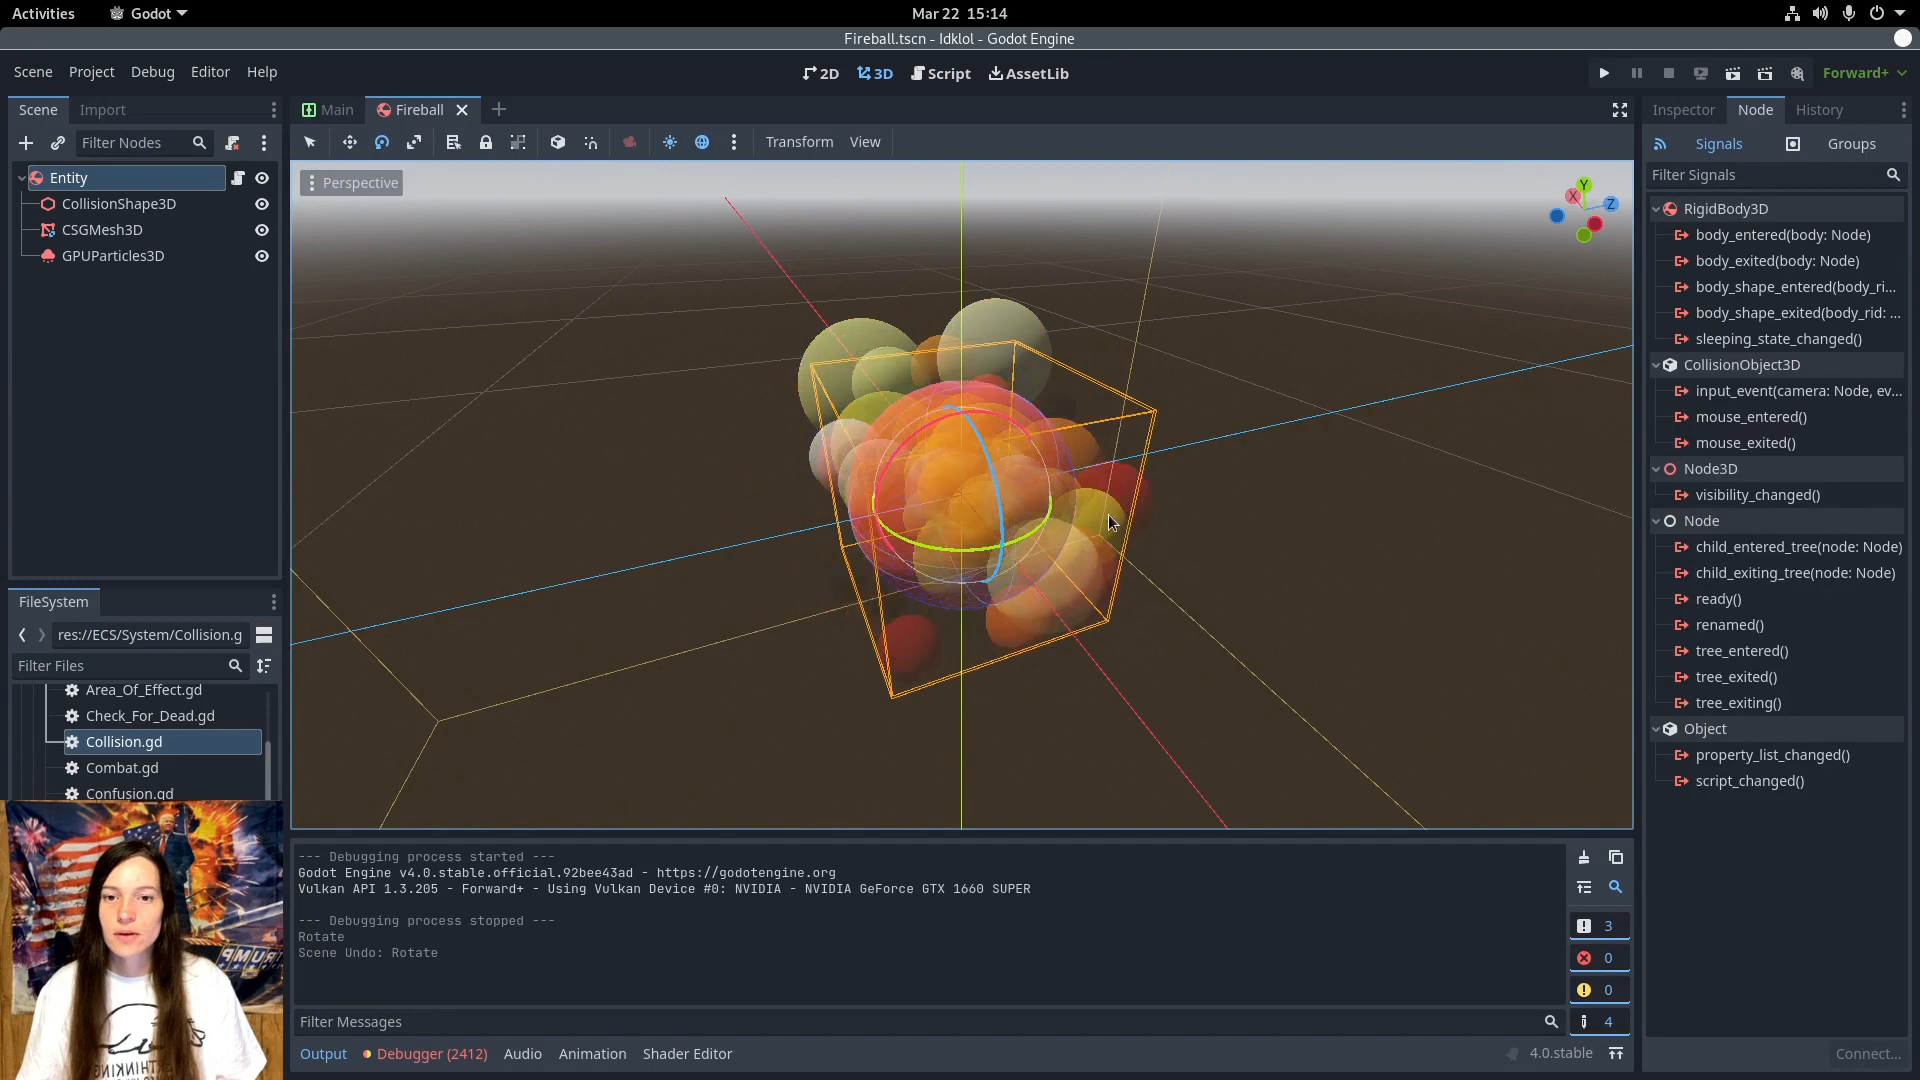 Activities
Godot
Mar 22 15:14
Fireball.tscn - Idklol - Godot Engine
Scene Project Debug Editor Help
2D 3D Script AssetLib
Forward+
Scene Import
Main Fireball
Inspector Node History
Filter Nodes
Transform View
Signals Groups
Entity
CollisionShape3D
CSGMesh3D
GPUParticles3D
Perspective
Y
X
Z
Filter Signals
RigidBody3D
body_entered(body: Node)
body_exited(body: Node)
body_shape_entered(body_ri...
body_shape_exited(body_rid: ...
sleeping_state_changed()
CollisionObject3D
input_event(camera: Node, ev...
mouse_entered()
mouse_exited()
Node3D
visibility_changed()
Node
child_entered_tree(node: Node)
child_exiting_tree(node: Node)
ready()
renamed()
tree_entered()
tree_exited()
tree_exiting()
Object
property_list_changed()
script_changed()
FileSystem
res://ECS/System/Collision.g
Filter Files
Area_Of_Effect.gd
Check_For_Dead.gd
Collision.gd
Combat.gd
Confusion.gd
TRUMP
--- Debugging process started ---
Godot Engine v4.0.stable.official.92bee43ad - https://godotengine.org
Vulkan API 1.3.205 - Forward+ - Using Vulkan Device #0: NVIDIA - NVIDIA GeForce GTX 1660 SUPER
--- Debugging process stopped ---
Rotate
Scene Undo: Rotate
3
0
0
4
Filter Messages
Output Debugger (2412) Audio Animation Shader Editor
4.0.stable
Connect...